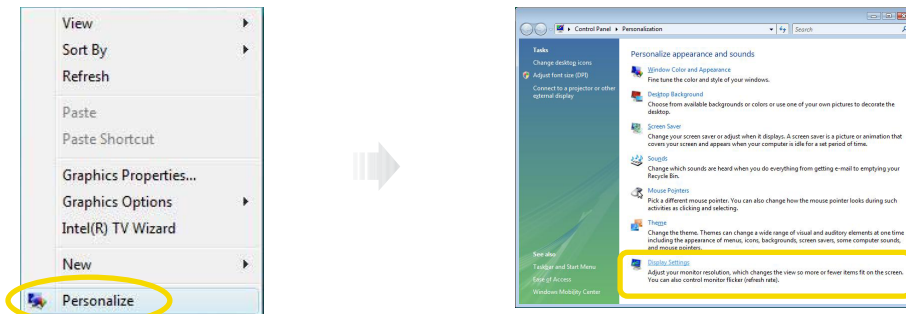 View
Sort By
Refresh
Paste
Paste Shortcut
Graphics Properties...
Graphics Options
Intel(R) TV Wizard
New
Personalize
Control Panel
Personalization
Search
Tasks
Change desktop icons
Adjust font size (DPI)
Connect to a projector or other
external display
See also
Taskbar and Start Menu
Ease of Access
Windows Mobility Center
Personalize appearance and sounds
Window Color and Appearance
Fine tune the color and style of your windows.
Desktop Background
Choose from available backgrounds or colors or use one of your own pictures to decorate the
desktop.
Screen Saver
Change your screen saver or adjust when it displays. A screen saver is a picture or animation that
covers your screen and appears when your computer is idle for a set period of time.
Sounds
Change which sounds are heard when you do everything from getting e-mail to emptying your
Recycle Bin.
Mouse Pointers
Pick a different mouse pointer. You can also change how the mouse pointer looks during such
activities as clicking and selecting.
Theme
Change the theme. Themes can change a wide range of visual and auditory elements at one time
including the appearance of menus, icons, backgrounds, screen savers, some computer sounds,
and mouse pointers.
Display Settings
Adjust your monitor resolution, which changes the view so more or fewer items fit on the screen.
You can also control monitor flicker (refresh rate).